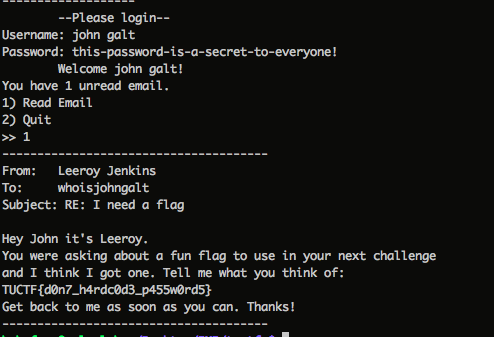 -------------------
--Please login--
Username: john galt
Password: this-password-is-a-secret-to-everyone!
Welcome john galt!
You have 1 unread email.
1) Read Email
2) Quit
>> 1
--------------------------------------
From: Leeroy Jenkins
To: whoisjohngalt
Subject: RE: I need a flag
Hey John it's Leeroy.
You were asking about a fun flag to use in your next challenge
and I think I got one. Tell me what you think of:
TUCTF{d0n7_h4rdc0d3_p455w0rd5}
Get back to me as soon as you can. Thanks!
--------------------------------------